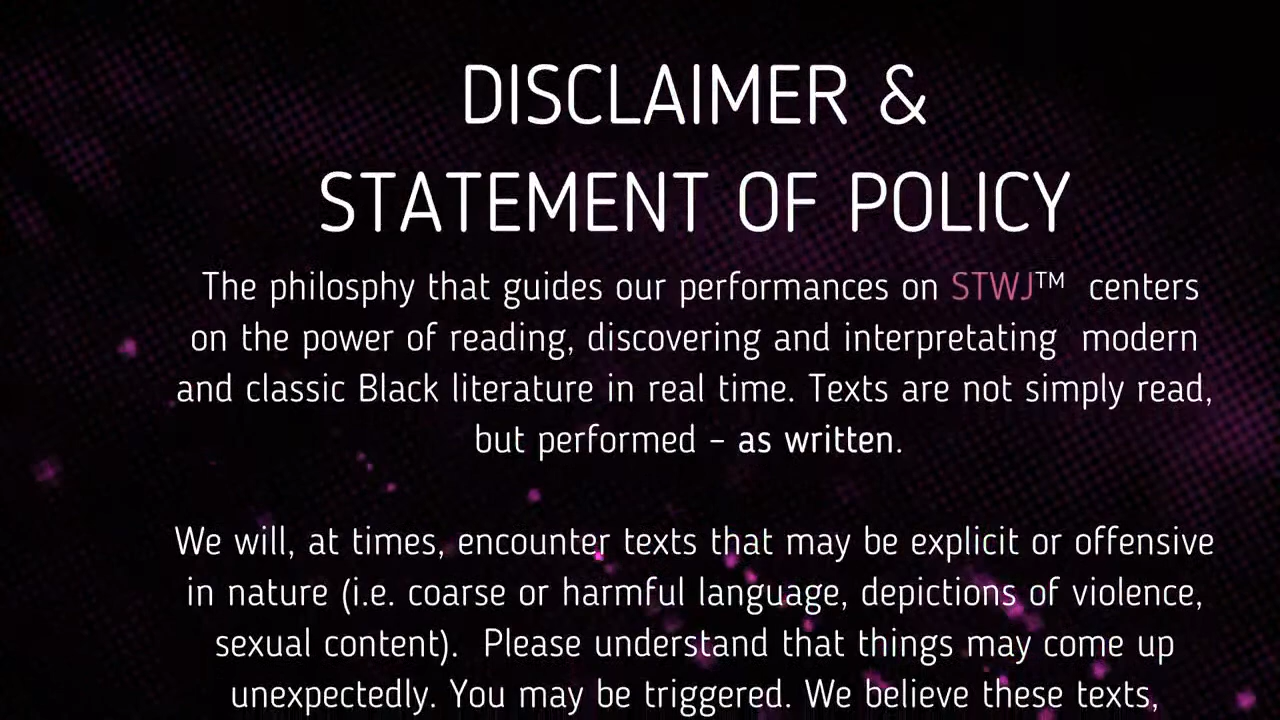 DISCLAIMER &
STATEMENT OF POLICY
The philosphy that guides our performances on STWJ™ centers
on the power of reading, discovering and interpretating modern
and classic Black literature in real time. Texts are not simply read,
but performed – as written.
We will, at times, encounter texts that may be explicit or offensive
in nature (i.e. coarse or harmful language, depictions of violence,
sexual content). Please understand that things may come up
unexpectedly. You may be triggered. We believe these texts,